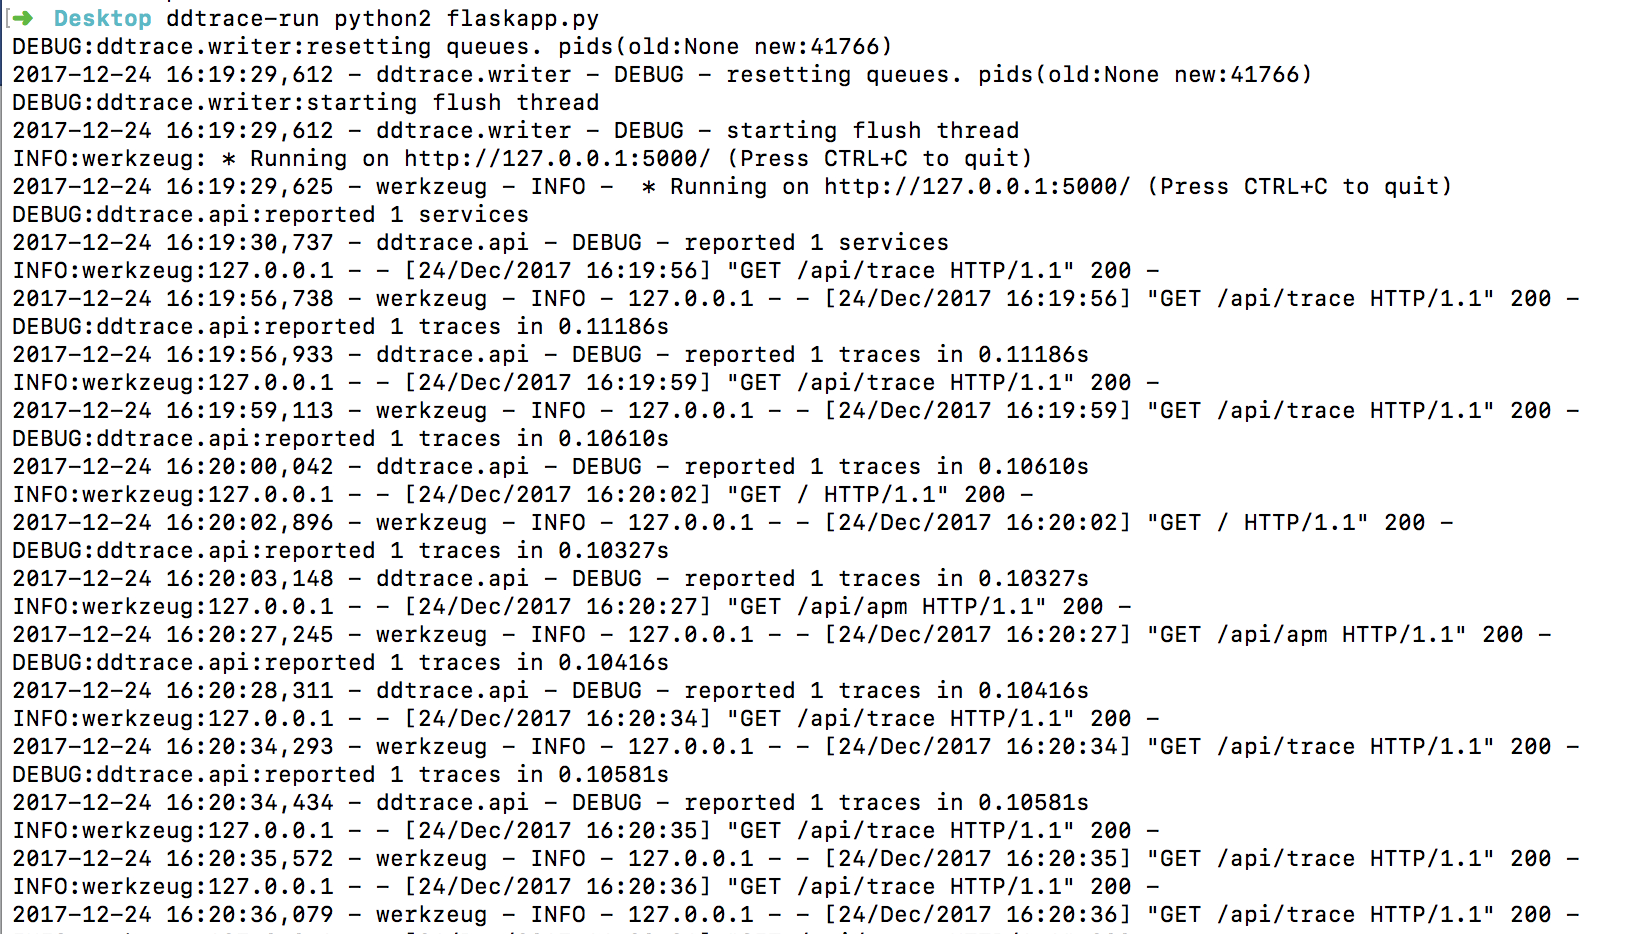 [➜  Desktop ddtrace-run python2 flaskapp.py
DEBUG:ddtrace.writer:resetting queues. pids(old:None new:41766)
2017-12-24 16:19:29,612 - ddtrace.writer - DEBUG - resetting queues. pids(old:None new:41766)
DEBUG:ddtrace.writer:starting flush thread
2017-12-24 16:19:29,612 - ddtrace.writer - DEBUG - starting flush thread
INFO:werkzeug: * Running on http://127.0.0.1:5000/ (Press CTRL+C to quit)
2017-12-24 16:19:29,625 - werkzeug - INFO -  * Running on http://127.0.0.1:5000/ (Press CTRL+C to quit)
DEBUG:ddtrace.api:reported 1 services
2017-12-24 16:19:30,737 - ddtrace.api - DEBUG - reported 1 services
INFO:werkzeug:127.0.0.1 - - [24/Dec/2017 16:19:56] "GET /api/trace HTTP/1.1" 200 -
2017-12-24 16:19:56,738 - werkzeug - INFO - 127.0.0.1 - - [24/Dec/2017 16:19:56] "GET /api/trace HTTP/1.1" 200 -
DEBUG:ddtrace.api:reported 1 traces in 0.11186s
2017-12-24 16:19:56,933 - ddtrace.api - DEBUG - reported 1 traces in 0.11186s
INFO:werkzeug:127.0.0.1 - - [24/Dec/2017 16:19:59] "GET /api/trace HTTP/1.1" 200 -
2017-12-24 16:19:59,113 - werkzeug - INFO - 127.0.0.1 - - [24/Dec/2017 16:19:59] "GET /api/trace HTTP/1.1" 200 -
DEBUG:ddtrace.api:reported 1 traces in 0.10610s
2017-12-24 16:20:00,042 - ddtrace.api - DEBUG - reported 1 traces in 0.10610s
INFO:werkzeug:127.0.0.1 - - [24/Dec/2017 16:20:02] "GET / HTTP/1.1" 200 -
2017-12-24 16:20:02,896 - werkzeug - INFO - 127.0.0.1 - - [24/Dec/2017 16:20:02] "GET / HTTP/1.1" 200 -
DEBUG:ddtrace.api:reported 1 traces in 0.10327s
2017-12-24 16:20:03,148 - ddtrace.api - DEBUG - reported 1 traces in 0.10327s
INFO:werkzeug:127.0.0.1 - - [24/Dec/2017 16:20:27] "GET /api/apm HTTP/1.1" 200 -
2017-12-24 16:20:27,245 - werkzeug - INFO - 127.0.0.1 - - [24/Dec/2017 16:20:27] "GET /api/apm HTTP/1.1" 200 -
DEBUG:ddtrace.api:reported 1 traces in 0.10416s
2017-12-24 16:20:28,311 - ddtrace.api - DEBUG - reported 1 traces in 0.10416s
INFO:werkzeug:127.0.0.1 - - [24/Dec/2017 16:20:34] "GET /api/trace HTTP/1.1" 200 -
2017-12-24 16:20:34,293 - werkzeug - INFO - 127.0.0.1 - - [24/Dec/2017 16:20:34] "GET /api/trace HTTP/1.1" 200 -
DEBUG:ddtrace.api:reported 1 traces in 0.10581s
2017-12-24 16:20:34,434 - ddtrace.api - DEBUG - reported 1 traces in 0.10581s
INFO:werkzeug:127.0.0.1 - - [24/Dec/2017 16:20:35] "GET /api/trace HTTP/1.1" 200 -
2017-12-24 16:20:35,572 - werkzeug - INFO - 127.0.0.1 - - [24/Dec/2017 16:20:35] "GET /api/trace HTTP/1.1" 200 -
INFO:werkzeug:127.0.0.1 - - [24/Dec/2017 16:20:36] "GET /api/trace HTTP/1.1" 200 -
2017-12-24 16:20:36,079 - werkzeug - INFO - 127.0.0.1 - - [24/Dec/2017 16:20:36] "GET /api/trace HTTP/1.1" 200 -